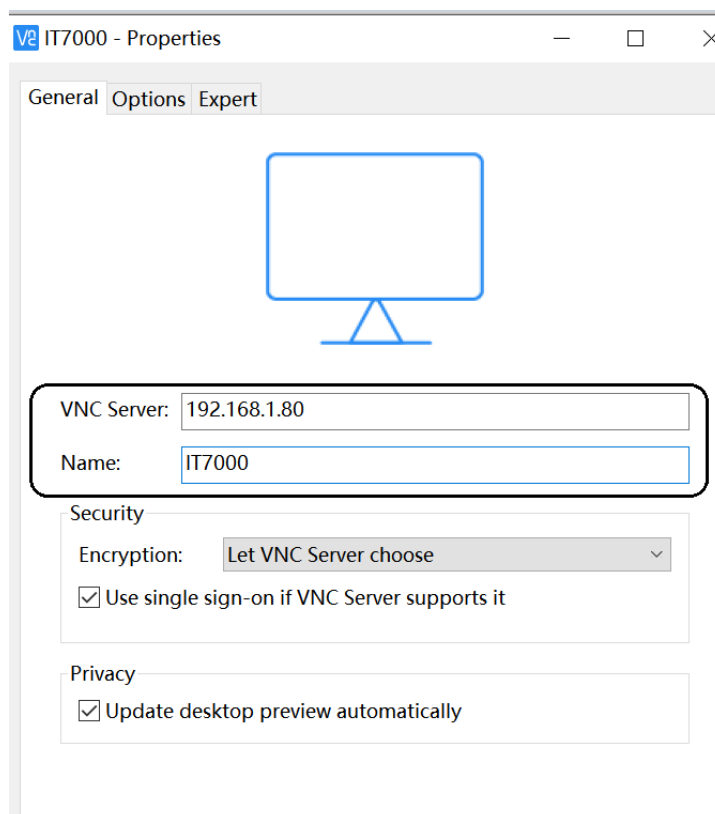 IT7000 - Properties
General Options Expert
VNC Server: 192.168.1.80
Name: IT7000
Security
Encryption: Let VNC Server choose
Use single sign-on if VNC Server supports it
Privacy
Update desktop preview automatically